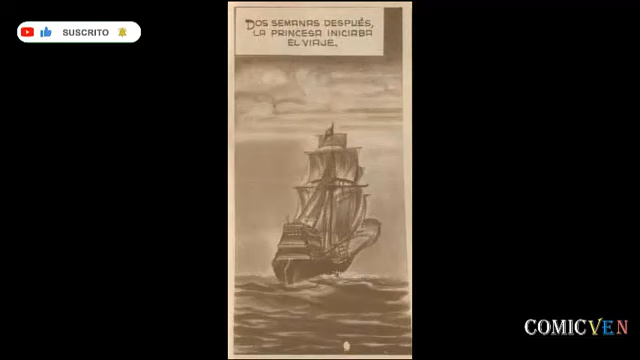 SUSCRITO
DOS SEMANAS DESPUÉS,
LA PRINCESA INICIABA
EL VIAJE.
COMICVEN